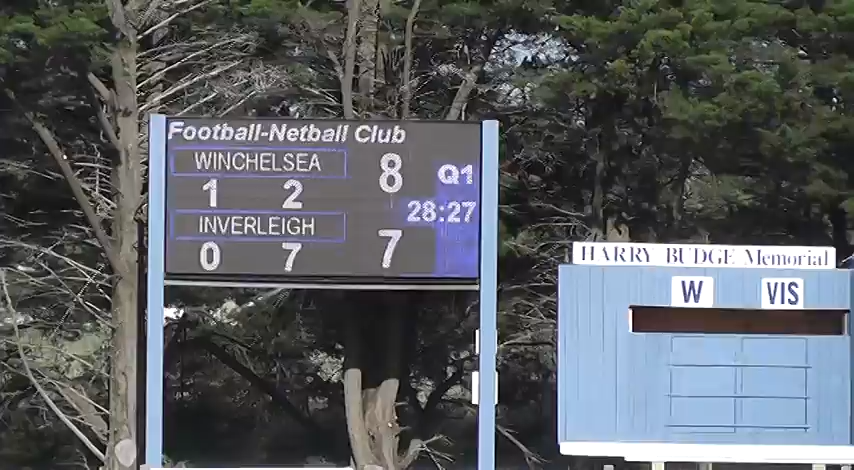 Football-Netball Club
WINCHELSEA 8 Q1
1 2
28:27
INVERLEIGH 7
0 7
HARRY BUDGE Memorial
W VIS